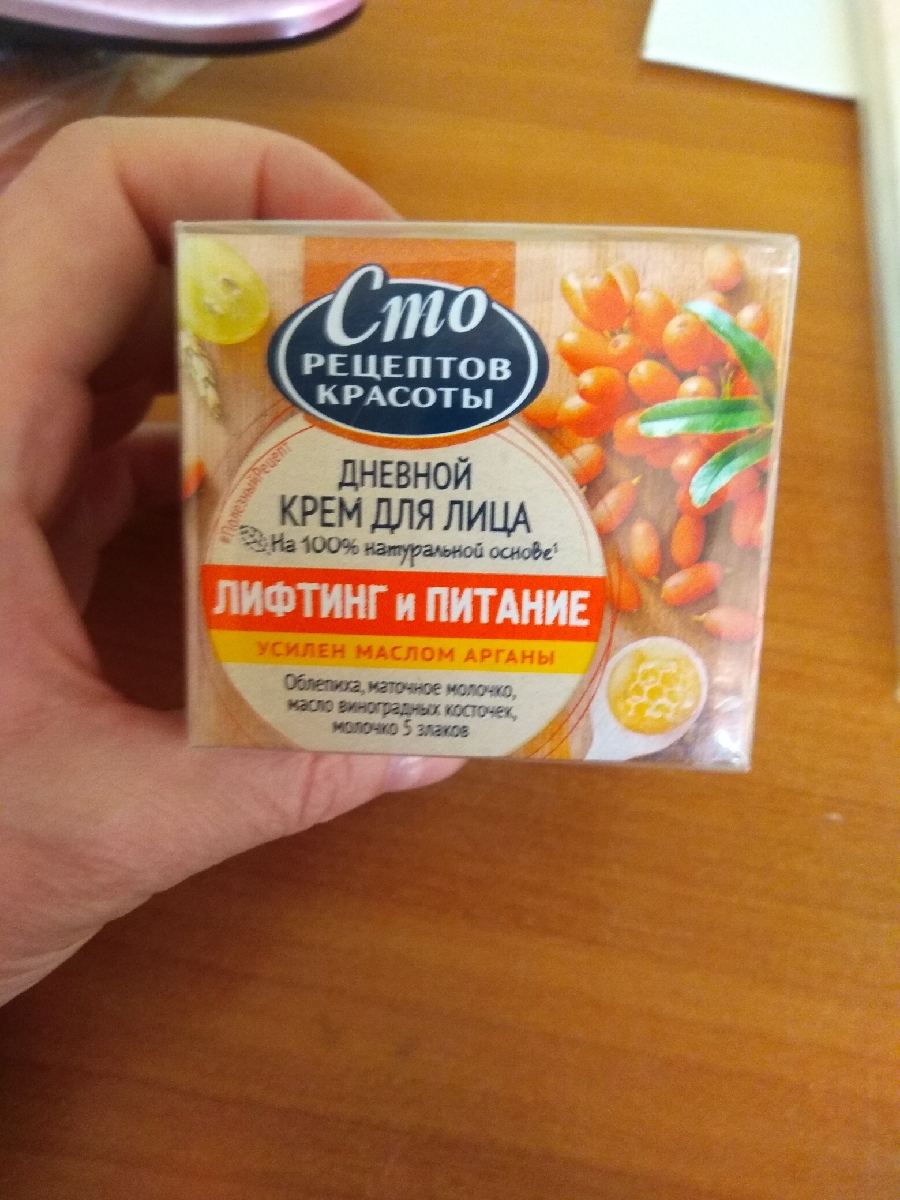 Сто
РЕЦЕПТОВ
КРАСОТЫ
#ПолезныйРецепт
ДНЕВНОЙ
КРЕМ ДЛЯ ЛИЦА
На 100% натуральной основе¹
ЛИФТИНГ и ПИТАНИЕ
УСИЛЕН МАСЛОМ АРГАНЫ
Облепиха, маточное молочко,
масло виноградных косточек,
молочко 5 злаков